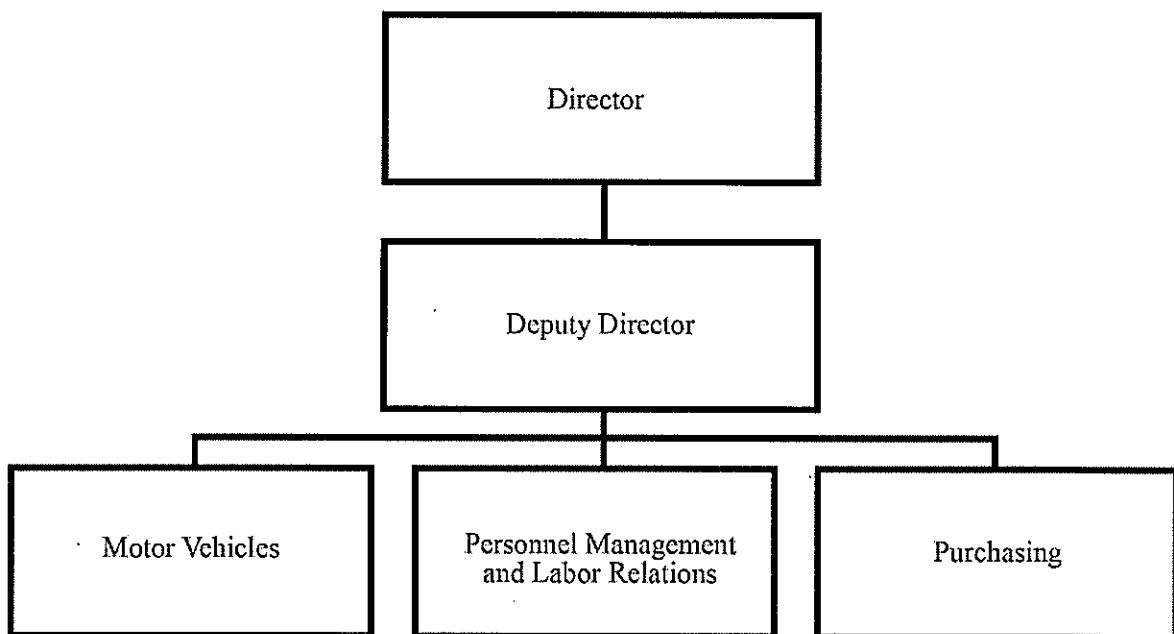 Director
Deputy Director
Motor Vehicles
Personnel Management
and Labor Relations
Purchasing